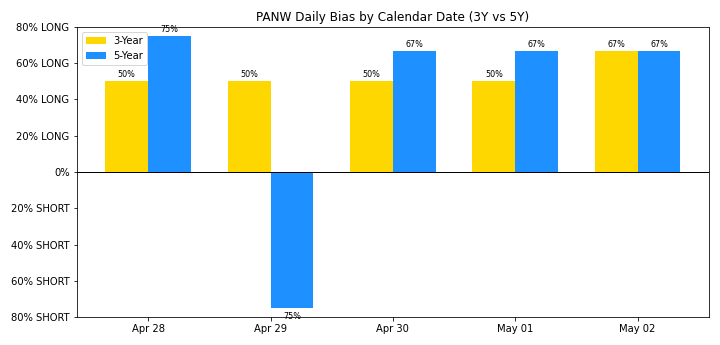 PANW Daily Bias by Calendar Date (3Y vs 5Y)
80% LONG
60% LONG
40% LONG
20% LONG
0%
20% SHORT
40% SHORT
60% SHORT
80% SHORT
3-Year
5-Year
50%
75%
50%
75%
50%
67%
50%
67%
67%
67%
Apr 28
Apr 29
Apr 30
May 01
May 02